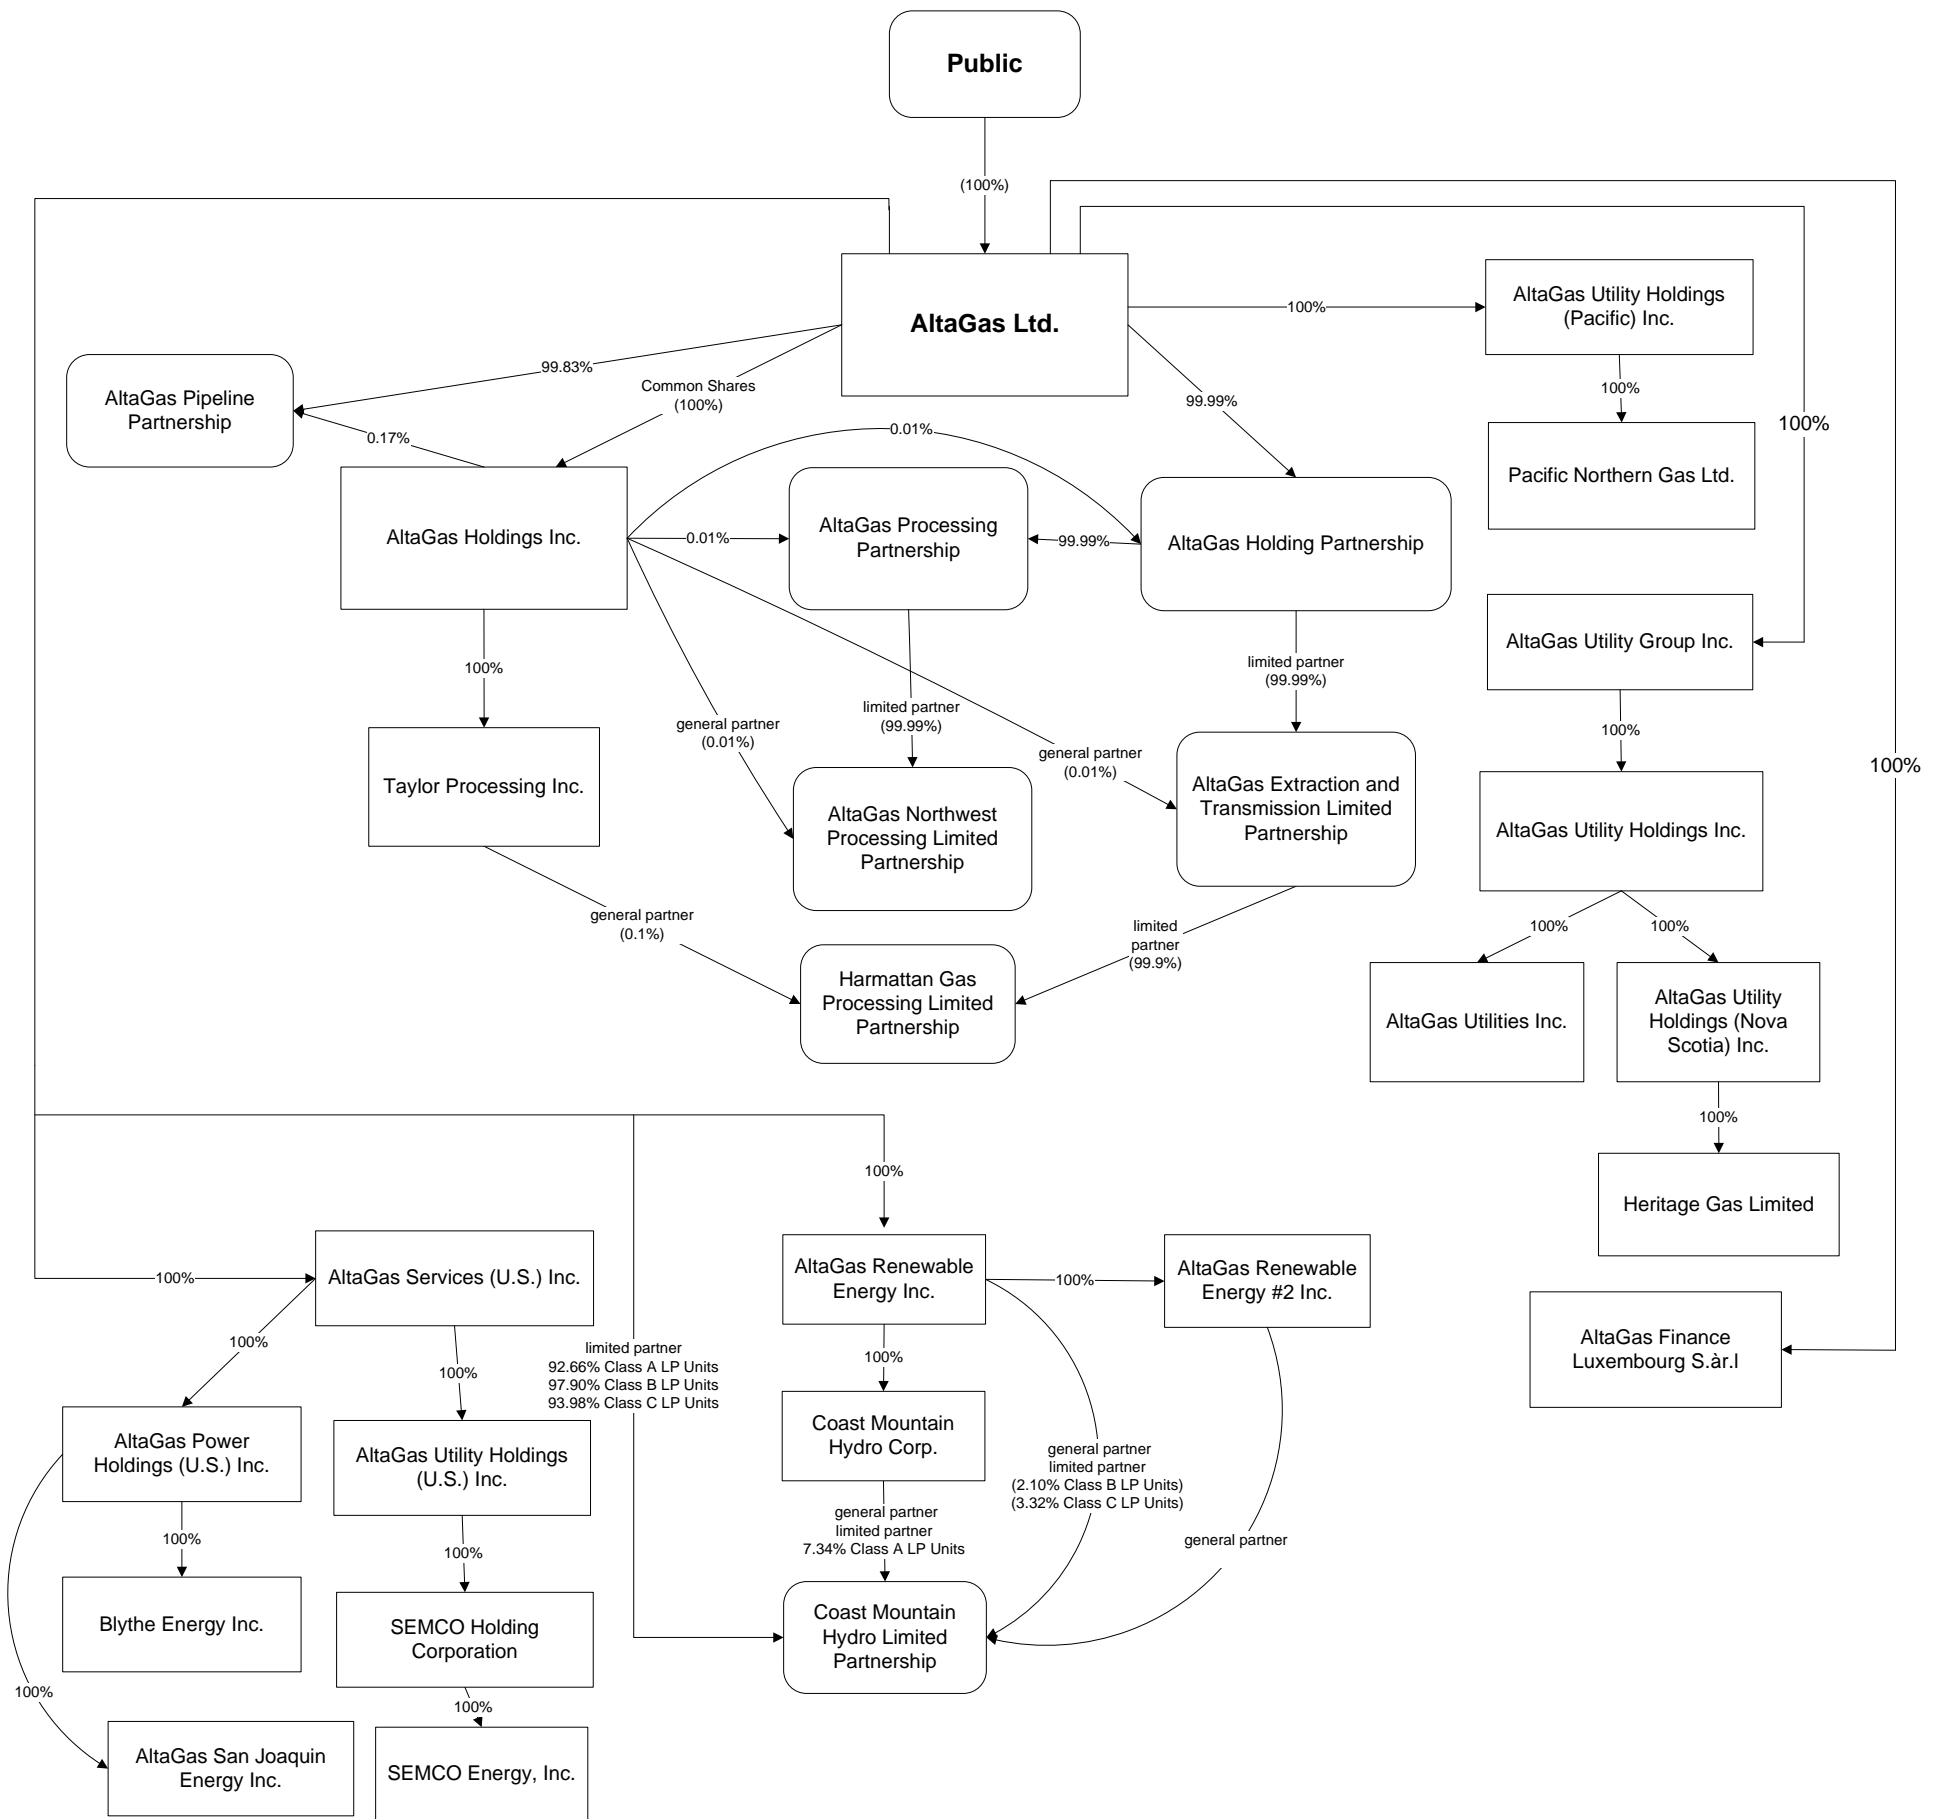 Public
(100%)
AltaGas Ltd.
100%
AltaGas Utility Holdings
(Pacific) Inc.
99.83%
Common Shares
(100%)
99.99%
100%
AltaGas Pipeline
Partnership
0.17%
0.01%
100%
Pacific Northern Gas Ltd.
AltaGas Holdings Inc.
0.01%
AltaGas Processing
Partnership
99.99%
AltaGas Holding Partnership
AltaGas Utility Group Inc.
100%
general partner
(0.01%)
limited partner
(99.99%)
limited partner
(99.99%)
general partner
(0.01%)
100%
100%
Taylor Processing Inc.
AltaGas Northwest
Processing Limited
Partnership
AltaGas Extraction and
Transmission Limited
Partnership
AltaGas Utility Holdings Inc.
general partner
(0.1%)
limited
partner
(99.9%)
100%
100%
Harmattan Gas
Processing Limited
Partnership
AltaGas Utilities Inc.
AltaGas Utility
Holdings (Nova
Scotia) Inc.
100%
100%
Heritage Gas Limited
100%
AltaGas Services (U.S.) Inc.
AltaGas Renewable
Energy Inc.
100%
AltaGas Renewable
Energy #2 Inc.
100%
100%
limited partner
92.66% Class A LP Units
97.90% Class B LP Units
93.98% Class C LP Units
100%
AltaGas Finance
Luxembourg S.àr.l
AltaGas Power
Holdings (U.S.) Inc.
AltaGas Utility Holdings
(U.S.) Inc.
Coast Mountain
Hydro Corp.
general partner
limited partner
(2.10% Class B LP Units)
(3.32% Class C LP Units)
100%
100%
general partner
limited partner
7.34% Class A LP Units
general partner
Blythe Energy Inc.
SEMCO Holding
Corporation
Coast Mountain
Hydro Limited
Partnership
100%
100%
AltaGas San Joaquin
Energy Inc.
SEMCO Energy, Inc.